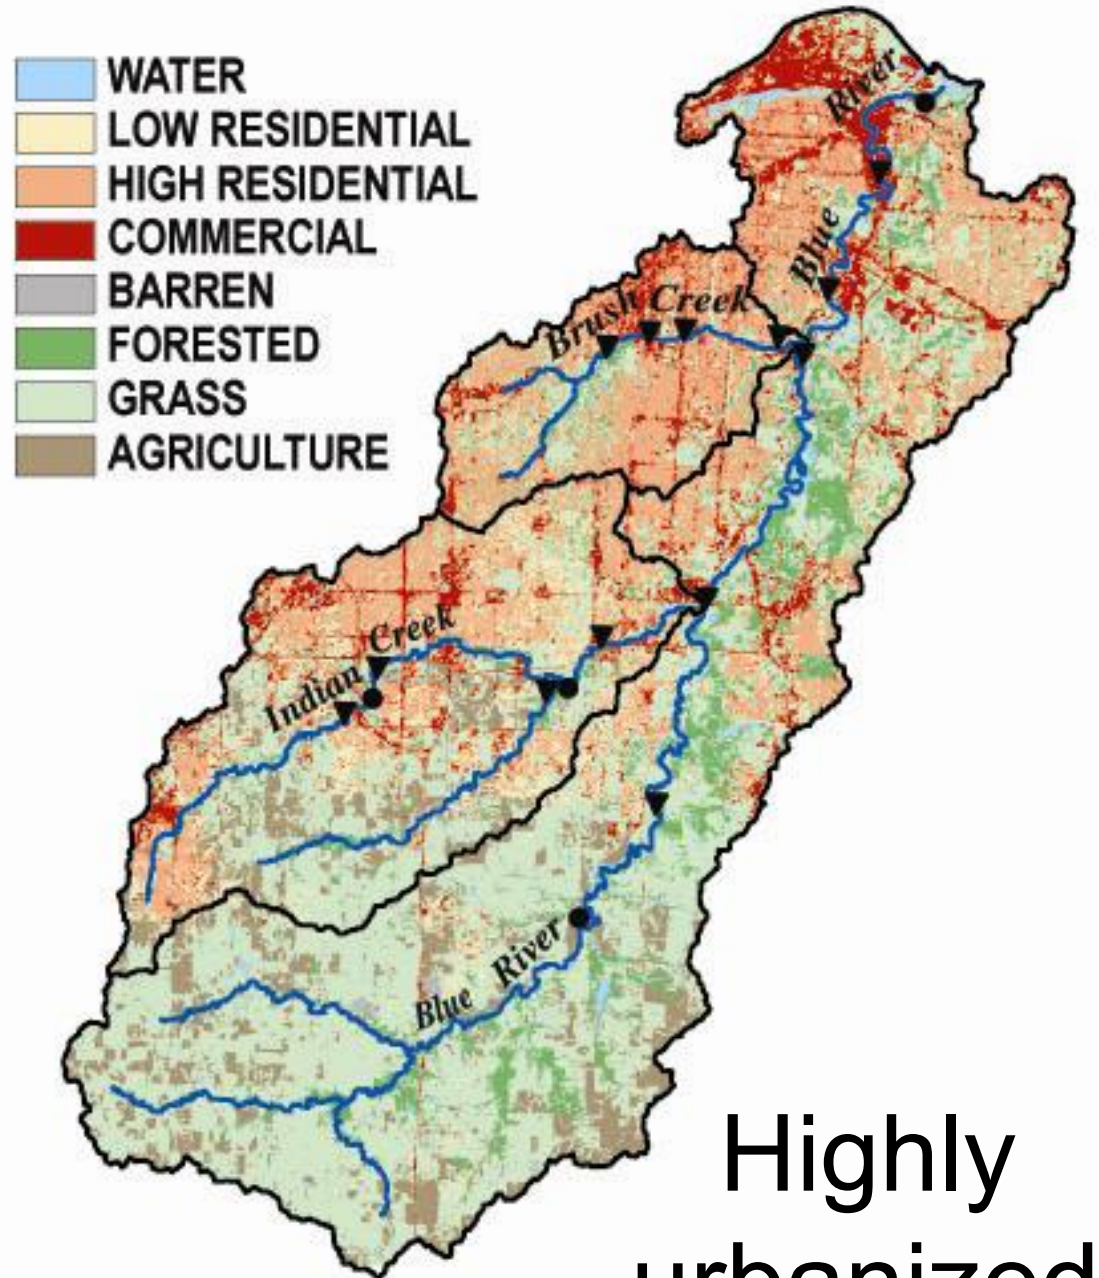 WATER
LOW RESIDENTIAL
HIGH RESIDENTIAL
COMMERCIAL
BARREN
FORESTED
GRASS
AGRICULTURE
River
Blue
Brush Creek
Indian Creek
Blue River
Highly
urbanized